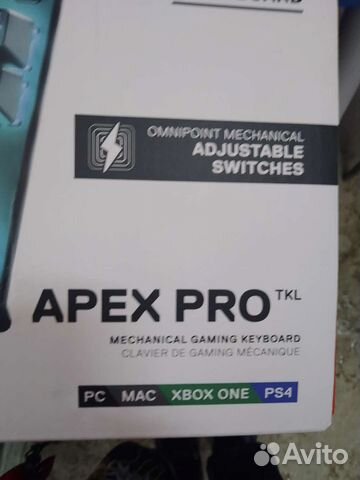 OMNIPOINT MECHANICAL
ADJUSTABLE
SWITCHES
APEX PRO TKL
MECHANICAL GAMING KEYBOARD
CLAVIER DE GAMING MÉCANIQUE
PC MAC XBOX ONE PS4
Avito